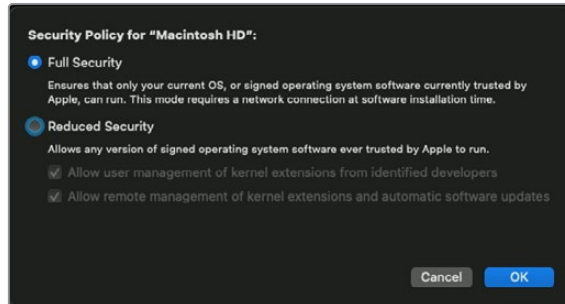 Security Policy for “Macintosh HD”:
Full Security
Ensures that only your current OS, or signed operating system software currently trusted by
Apple, can run. This mode requires a network connection at software installation time.
Reduced Security
Allows any version of signed operating system software ever trusted by Apple to run.
Allow user management of kernel extensions from identified developers
Allow remote management of kernel extensions and automatic software updates
Cancel OK